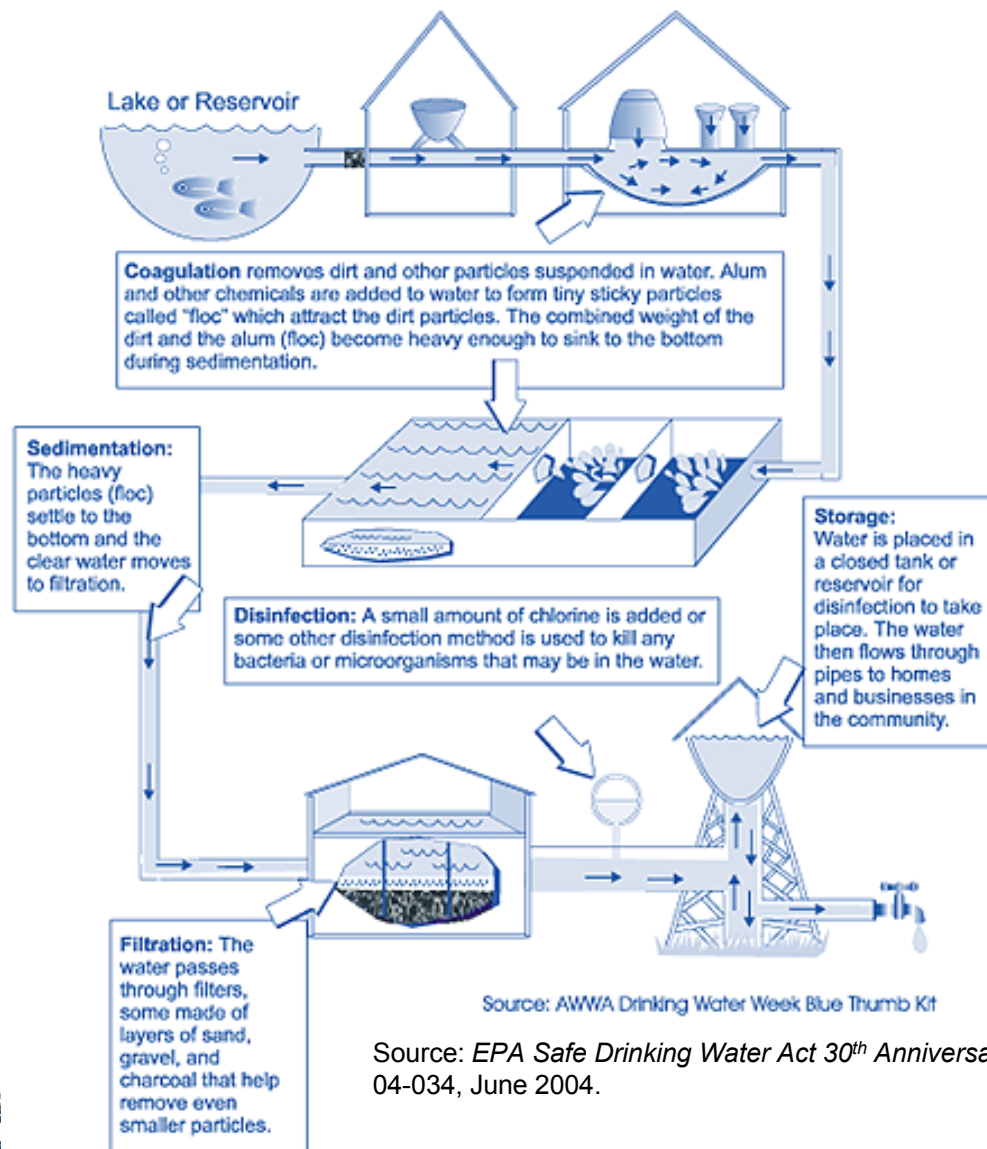 Lake or Reservoir
Coagulation removes dirt and other particles suspended in water. Alum
and other chemicals are added to water to form tiny sticky particles
called "floc" which attract the dirt particles. The combined weight of the
dirt and the alum (floc) become heavy enough to sink to the bottom
during sedimentation.
Sedimentation:
The heavy
particles (floc)
settle to the
bottom and the
clear water moves
to filtration.
Storage:
Water is placed in
a closed tank or
reservoir for
disinfection to take
place. The water
then flows through
pipes to homes
and businesses in
the community.
Disinfection: A small amount of chlorine is added or
some other disinfection method is used to kill any
bacteria or microorganisms that may be in the water.
Filtration: The
water passes
through filters,
some made of
layers of sand,
gravel, and
charcoal that help
remove even
smaller particles.
Source: AWWA Drinking Water Week Blue Thumb Kit
Source: EPA Safe Drinking Water Act 30th Anniversa
04-034, June 2004.